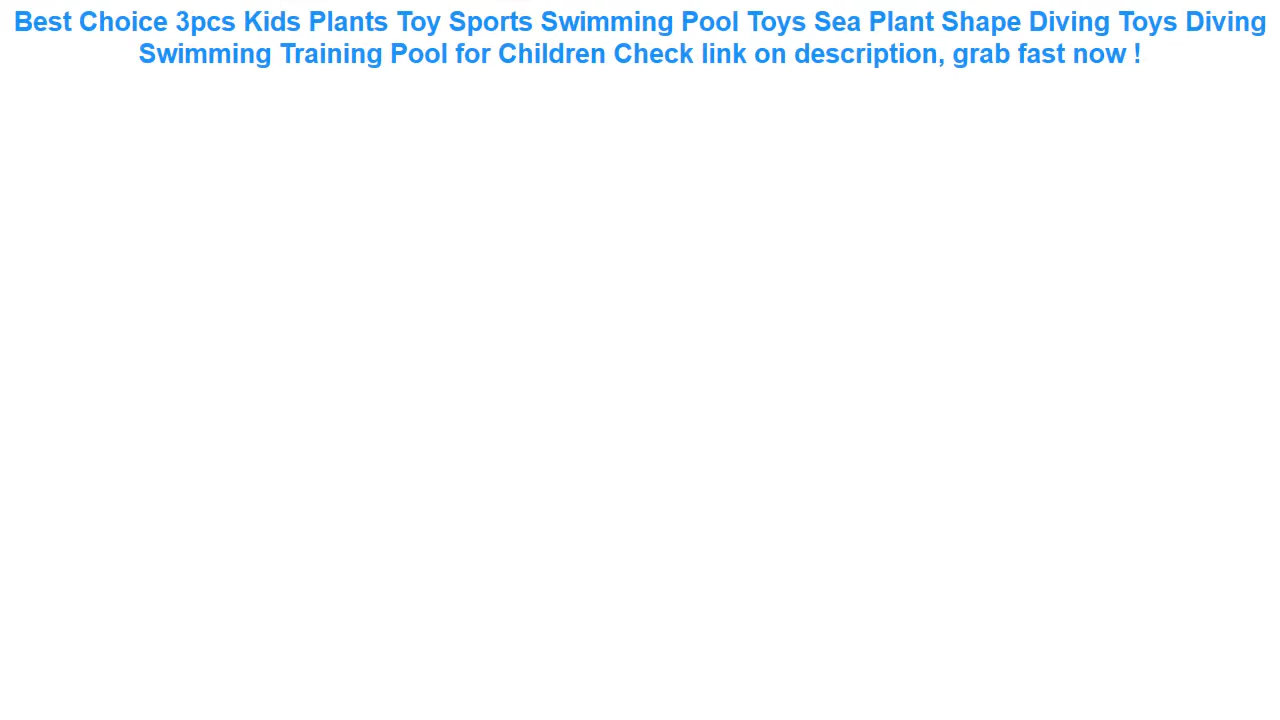 Best Choice 3pcs Kids Plants Toy Sports Swimming Pool Toys Sea Plant Shape Diving Toys Diving
Swimming Training Pool for Children Check link on description, grab fast now !